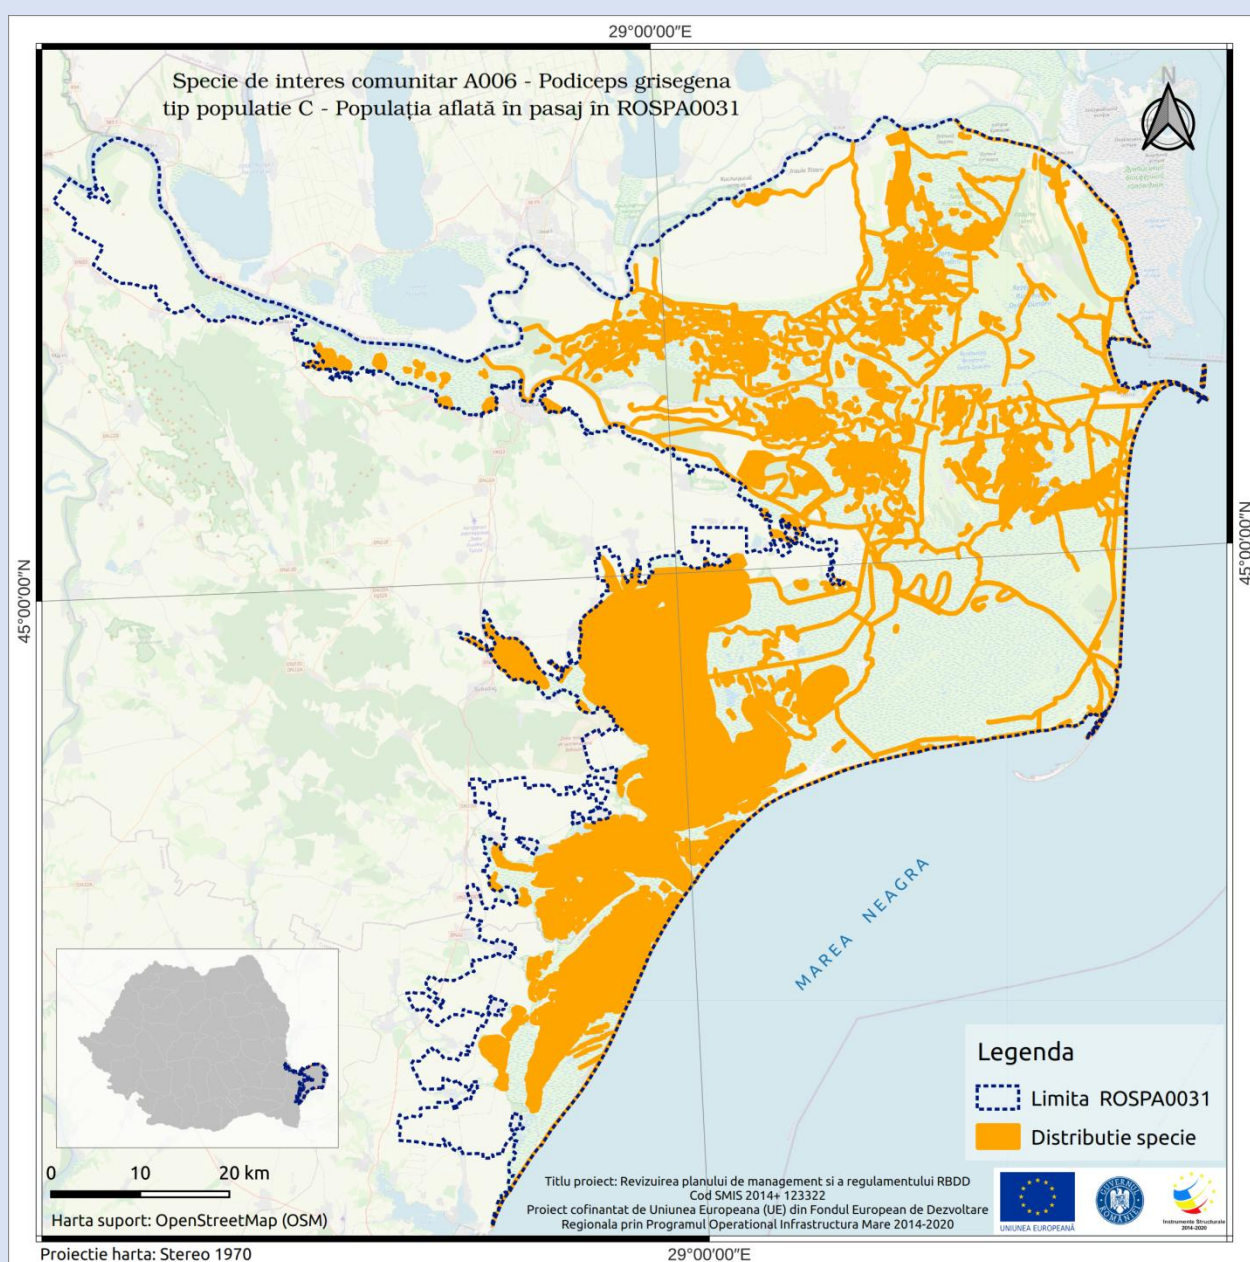 29°00'00"E
Specie de interes comunitar A006 - Podiceps grisegena
tip populatie C - Populația aflată în pasaj în ROSPA0031
N
45°00'00"N
45°00'00"N
MAREA NEAGRA
Legenda
Limita ROSPA0031
Distributie specie
0 10 20 km
Harta suport: OpenStreetMap (OSM)
Titlu proiect: Revizuirea planului de management si a regulamentului RBDD
Cod SMIS 2014+ 123322
Proiect cofinantat de Uniunea Europeana (UE) din Fondul European de Dezvoltare
Regionala prin Programul Operational Infrastructura Mare 2014-2020
UNIUNEA EUROPEANĂ
GUVERNUL ROMÂNIEI
Instrumente Structurale
2014-2020
Proiectie harta: Stereo 1970
29°00'00"E